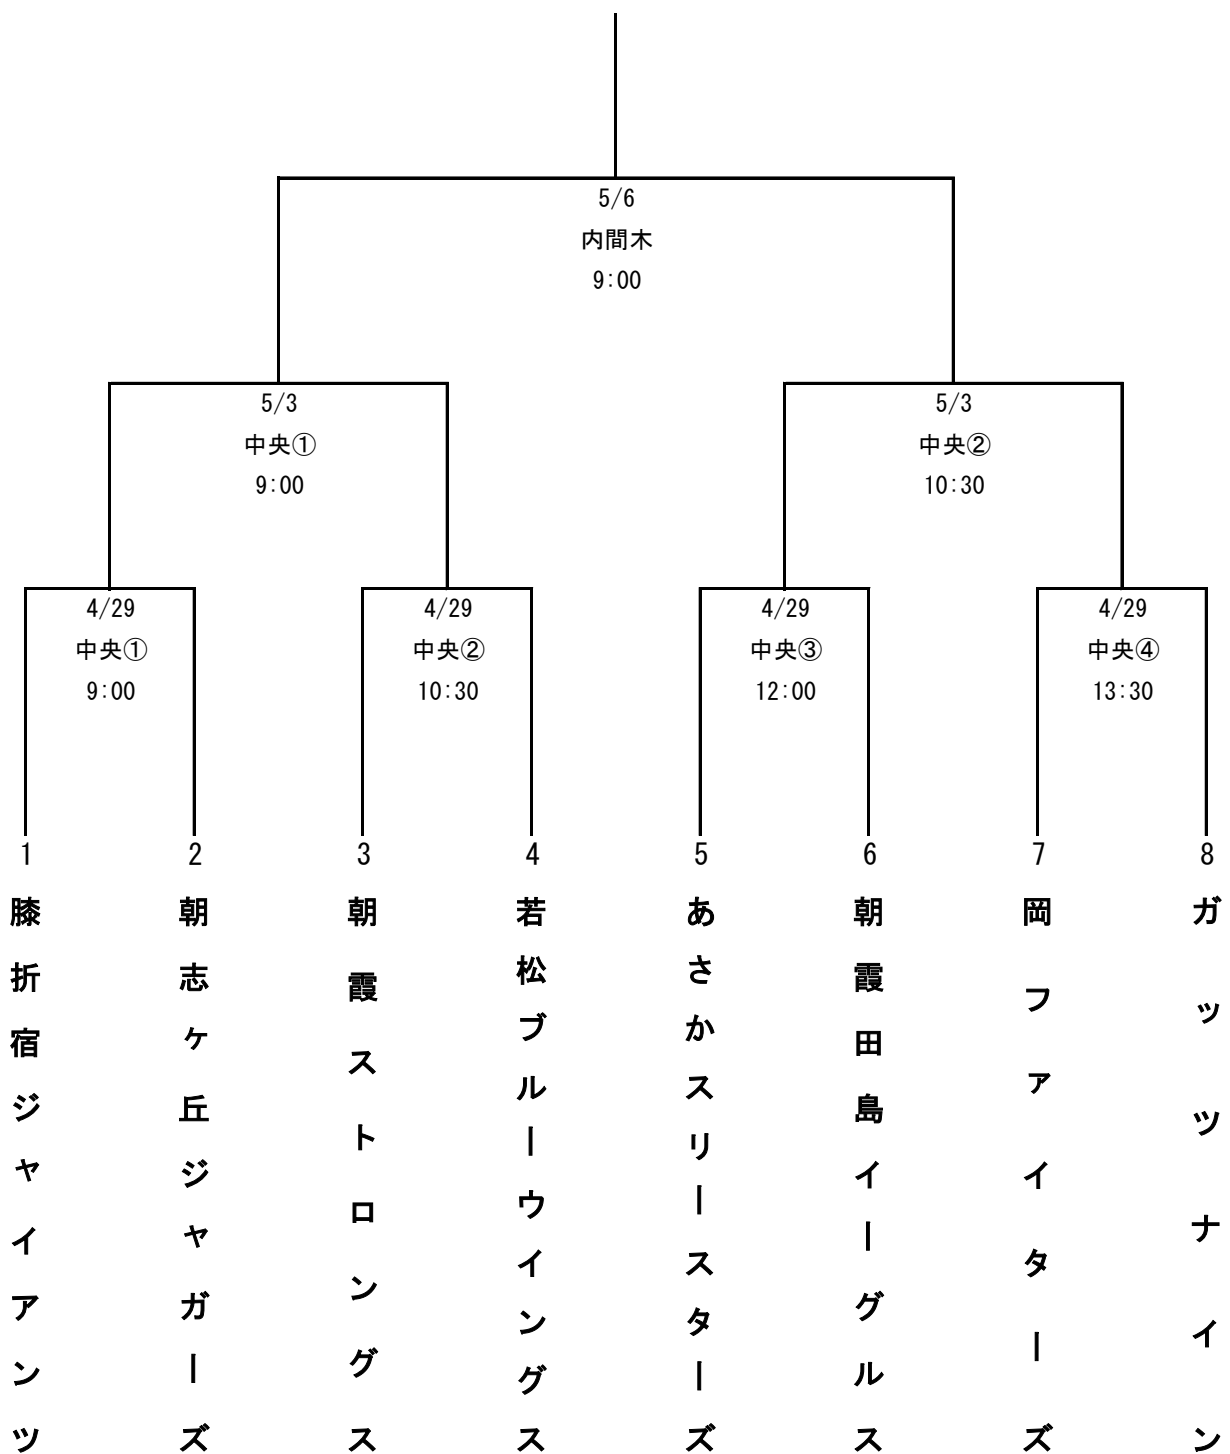 5/6
内間木
9:00
5/3
中央①
9:00
5/3
中央②
10:30
4/29
中央①
9:00
4/29
中央②
10:30
4/29
中央③
12:00
4/29
中央④
13:30
1
膝折宿ジャイアンツ
2
朝志ヶ丘ジャガーズ
3
朝霞ストロングス
4
若松ブルーウイングス
5
あさかスリースターズ
6
朝霞田島イーグルス
7
岡ファイターズ
8
ガッツナイン